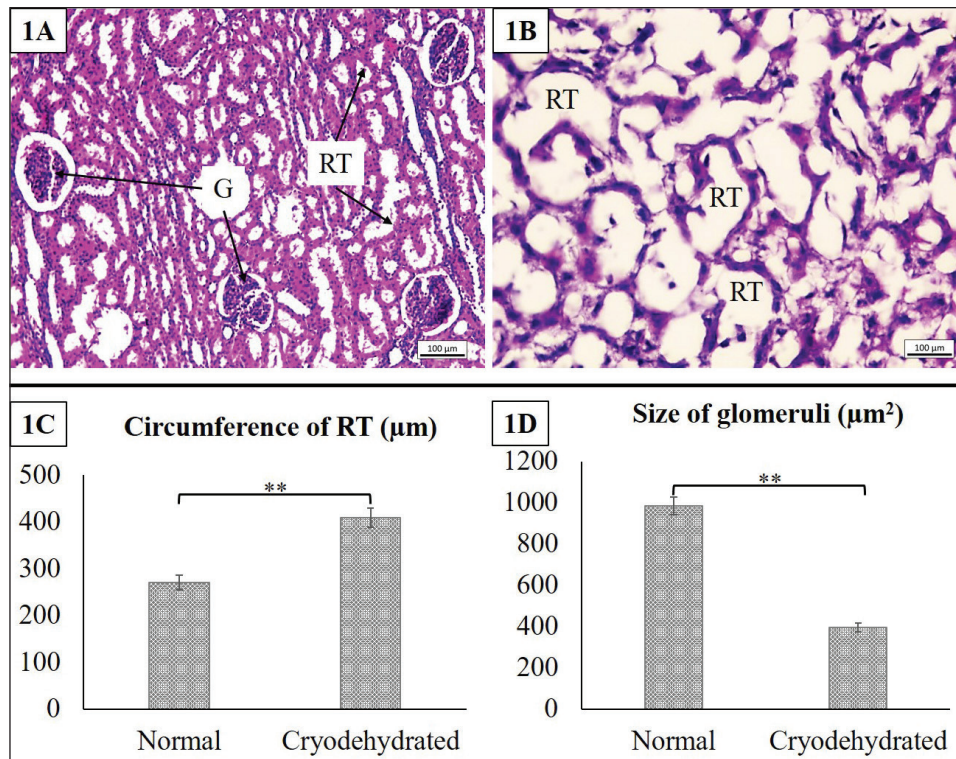 1A
G
RT
100 µm
1B
RT
RT
RT
100 µm
1C
Circumference of RT (µm)
500
400
300
200
100
0
**
Normal
Cryodehydrated
1D
Size of glomeruli (µm²)
1200
1000
800
600
400
200
0
**
Normal
Cryodehydrated